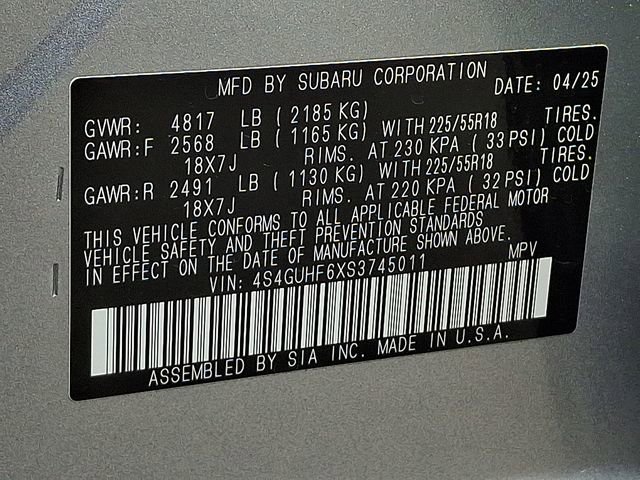 MFD BY SUBARU CORPORATION DATE: 04/25
GVWR: 4817 LB (2185 KG)
GAWR:F 2568 LB (1165 KG) WITH 225/55R18 TIRES.
18X7J RIMS. AT 230 KPA (33 PSI) COLD
GAWR:R 2491 LB (1130 KG) WITH 225/55R18 TIRES.
18X7J RIMS. AT 220 KPA (32 PSI) COLD
THIS VEHICLE CONFORMS TO ALL APPLICABLE FEDERAL MOTOR
VEHICLE SAFETY AND THEFT PREVENTION STANDARDS
IN EFFECT ON THE DATE OF MANUFACTURE SHOWN ABOVE.
VIN: 4S4GUHF6XS3745011 MPV
ASSEMBLED BY SIA INC. MADE IN U.S.A.